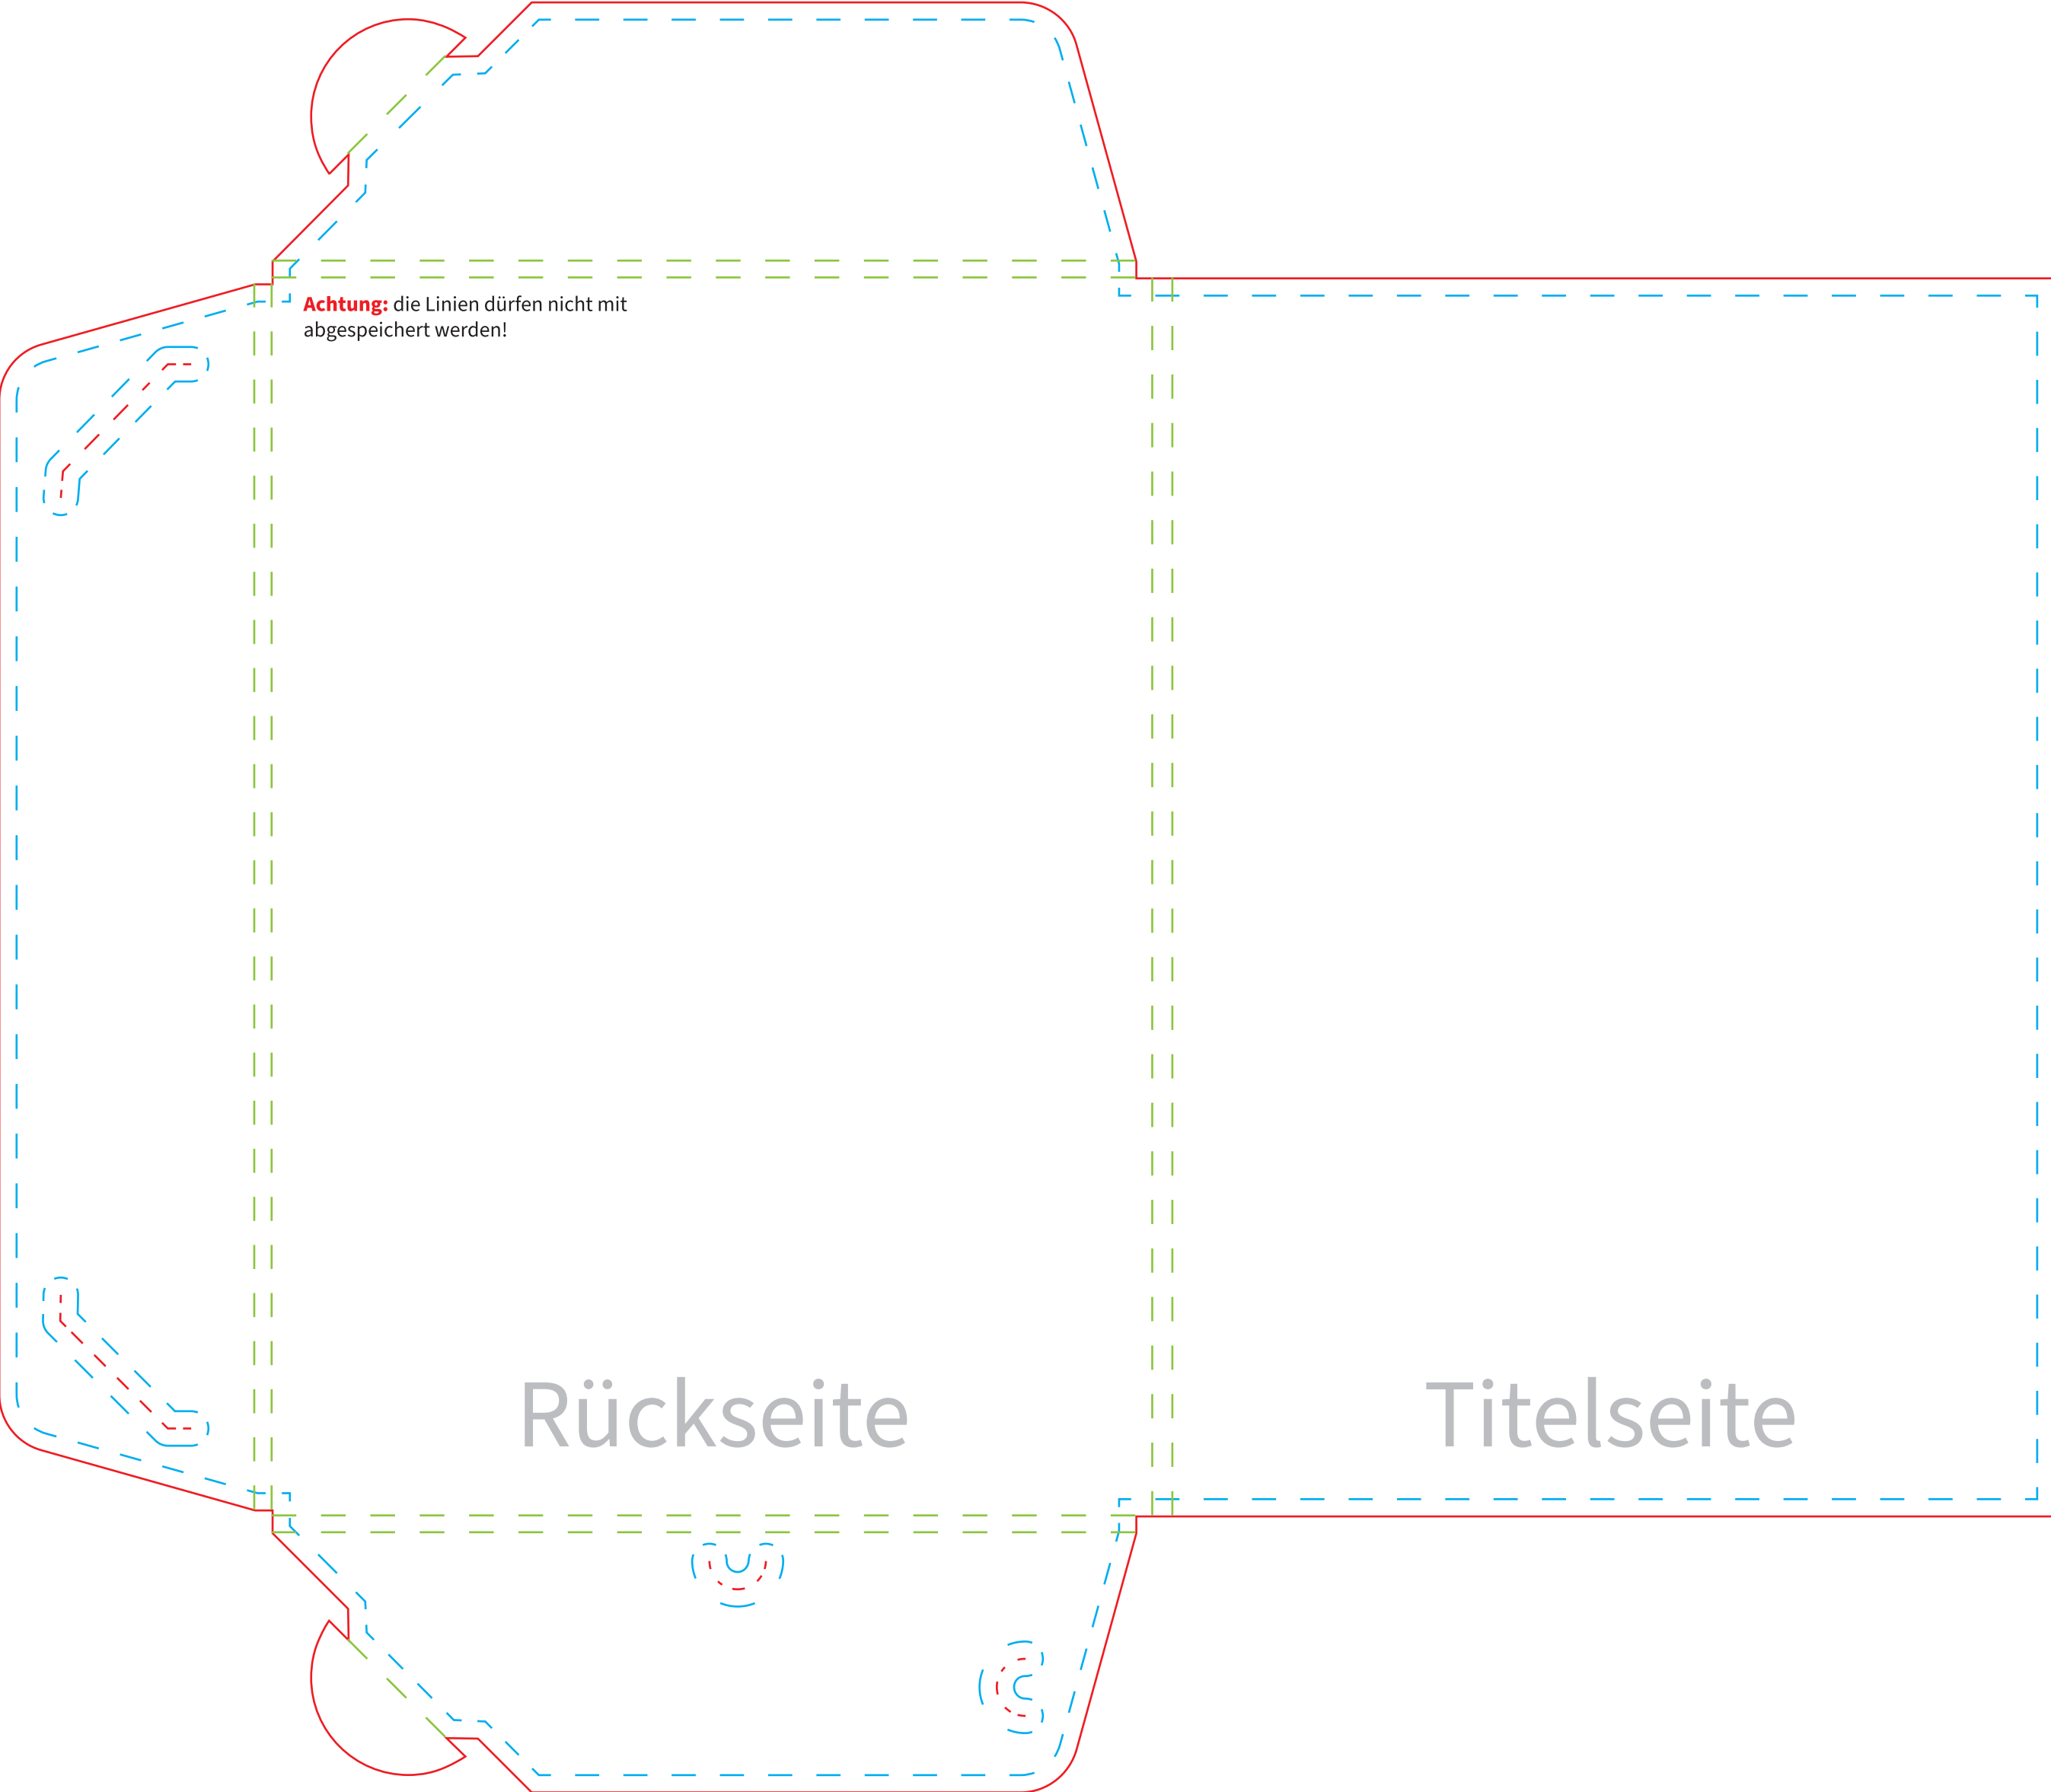 Achtung: die Linien dürfen nicht mit
abgespeichert werden!
Rückseite
Titelseite